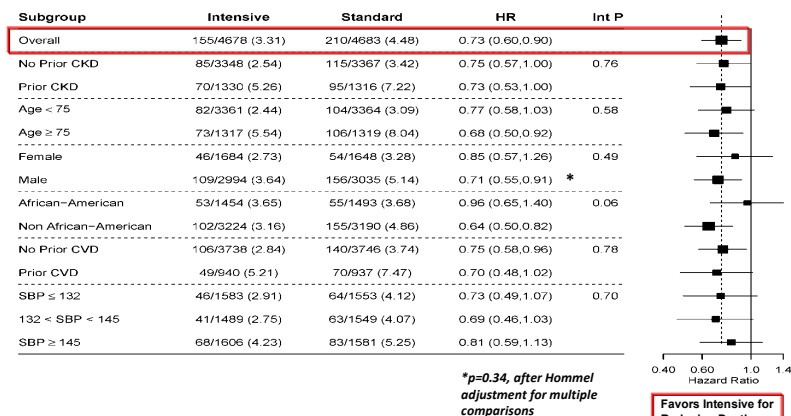 Subgroup Intensive Standard HR Int P
Overall 155/4678 (3.31) 210/4683 (4.48) 0.73 (0.60,0.90)
No Prior CKD 85/3348 (2.54) 115/3367 (3.42) 0.75 (0.57,1.00) 0.76
Prior CKD 70/1330 (5.26) 95/1316 (7.22) 0.73 (0.53,1.00)
Age < 75 82/3361 (2.44) 104/3364 (3.09) 0.77 (0.58,1.03) 0.58
Age ≥ 75 73/1317 (5.54) 106/1319 (8.04) 0.68 (0.50,0.92)
Female 46/1684 (2.73) 54/1648 (3.28) 0.85 (0.57,1.26) 0.49
Male 109/2994 (3.64) 156/3035 (5.14) 0.71 (0.55,0.91) *
African−American 53/1454 (3.65) 55/1493 (3.68) 0.96 (0.65,1.40) 0.06
Non African−American 102/3224 (3.16) 155/3190 (4.86) 0.64 (0.50,0.82)
No Prior CVD 106/3738 (2.84) 140/3746 (3.74) 0.75 (0.58,0.96) 0.78
Prior CVD 49/940 (5.21) 70/937 (7.47) 0.70 (0.48,1.02)
SBP ≤ 132 46/1583 (2.91) 64/1553 (4.12) 0.73 (0.49,1.07) 0.70
132 < SBP < 145 41/1489 (2.75) 63/1549 (4.07) 0.69 (0.46,1.03)
SBP ≥ 145 68/1606 (4.23) 83/1581 (5.25) 0.81 (0.59,1.13)
0.40 0.60 1.0 1.4
Hazard Ratio
*p=0.34, after Hommel
adjustment for multiple
comparisons
Favors Intensive for